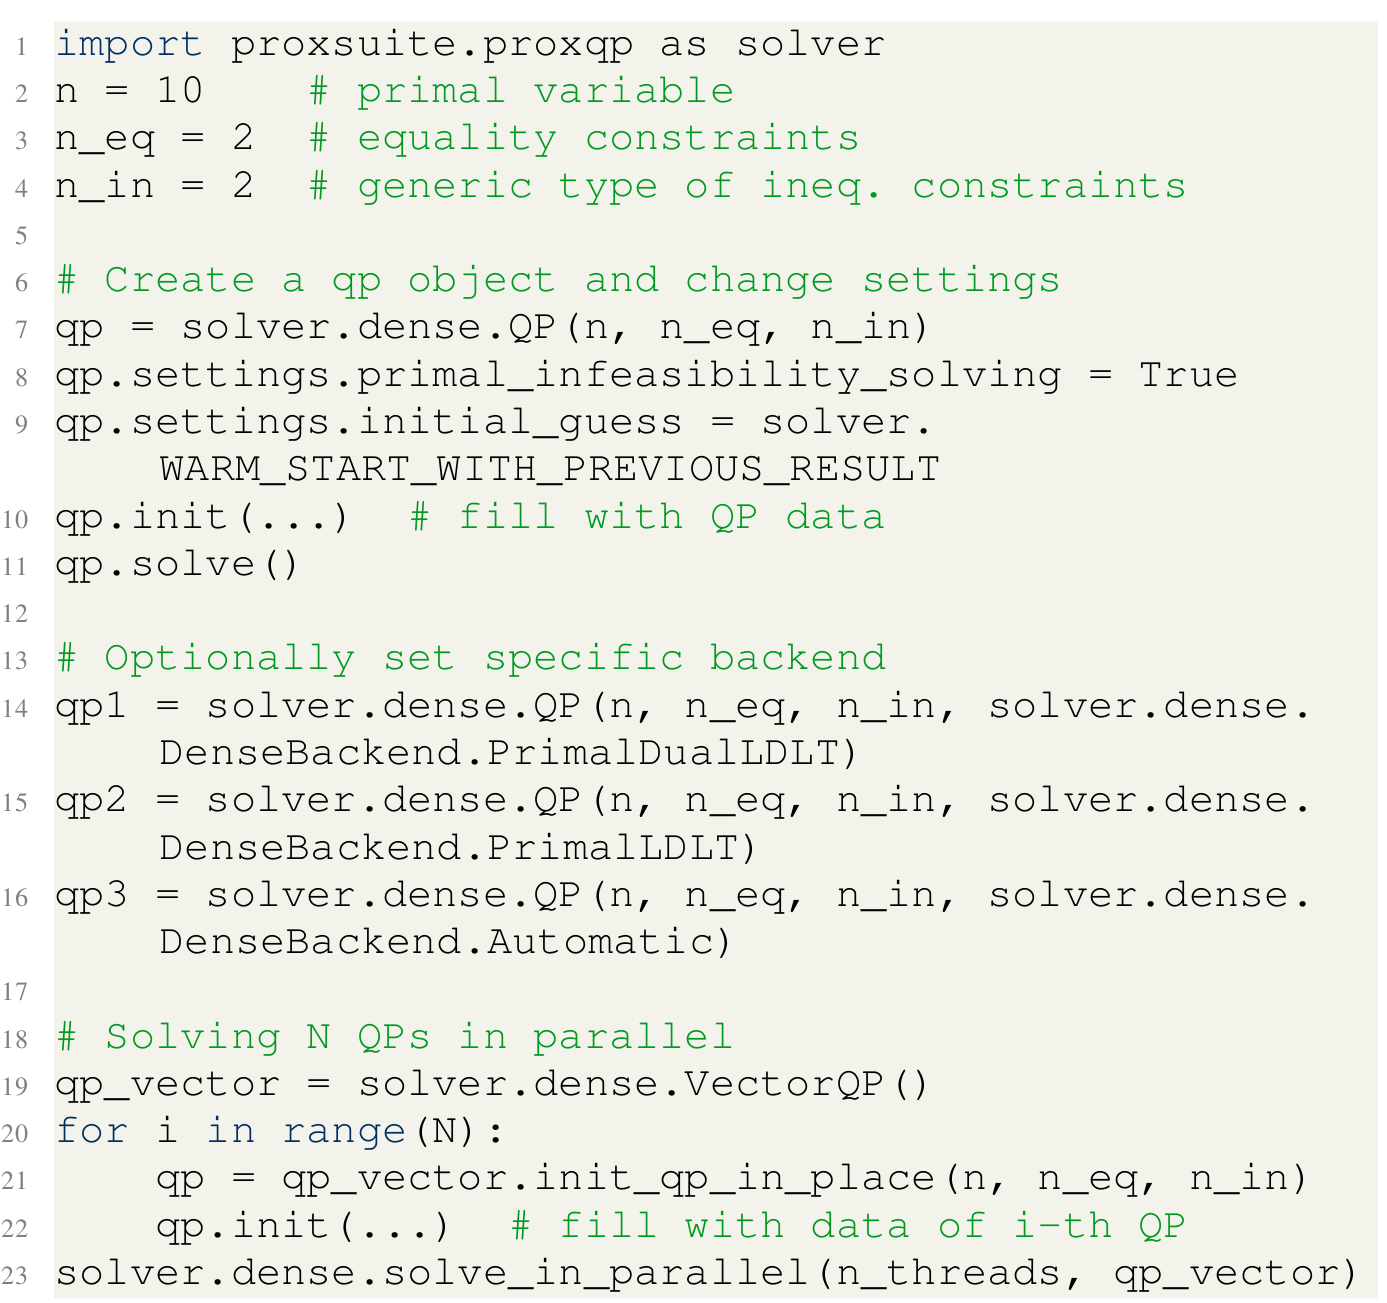 1 import proxsuite.proxqp as solver
2 n = 10    # primal variable
3 n_eq = 2  # equality constraints
4 n_in = 2  # generic type of ineq. constraints
5
6 # Create a qp object and change settings
7 qp = solver.dense.QP(n, n_eq, n_in)
8 qp.settings.primal_infeasibility_solving = True
9 qp.settings.initial_guess = solver.
    WARM_START_WITH_PREVIOUS_RESULT
10 qp.init(...)  # fill with QP data
11 qp.solve()
12
13 # Optionally set specific backend
14 qp1 = solver.dense.QP(n, n_eq, n_in, solver.dense.
    DenseBackend.PrimalDualLDLT)
15 qp2 = solver.dense.QP(n, n_eq, n_in, solver.dense.
    DenseBackend.PrimalLDLT)
16 qp3 = solver.dense.QP(n, n_eq, n_in, solver.dense.
    DenseBackend.Automatic)
17
18 # Solving N QPs in parallel
19 qp_vector = solver.dense.VectorQP()
20 for i in range(N):
21     qp = qp_vector.init_qp_in_place(n, n_eq, n_in)
22     qp.init(...)  # fill with data of i-th QP
23 solver.dense.solve_in_parallel(n_threads, qp_vector)